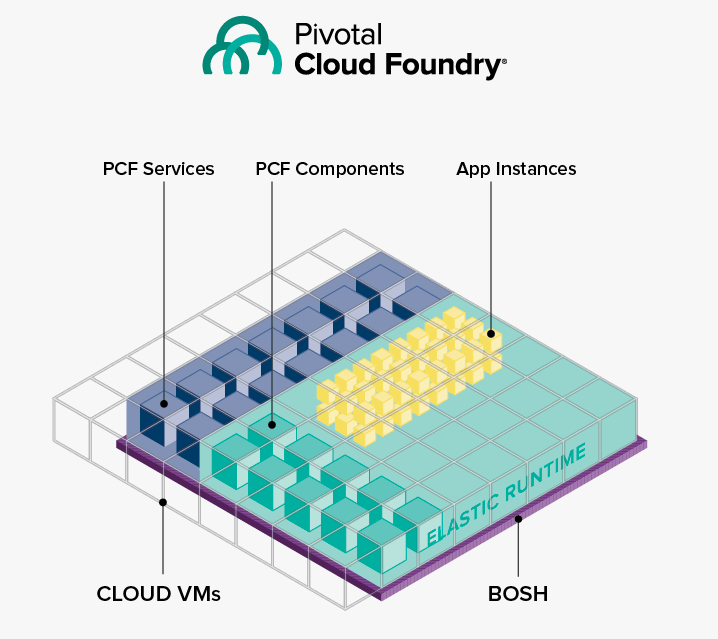 Pivotal
Cloud Foundry®
PCF Services
PCF Components
App Instances
ELASTIC RUNTIME
CLOUD VMs
BOSH